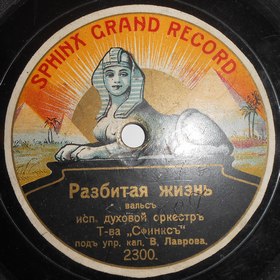 SPHINX GRAND RECORD
Разбитая жизнь
вальсъ
исп. духовой оркестръ
Т-ва „Сфинксъ"
подъ упр. кап. В. Лаврова.
2300.